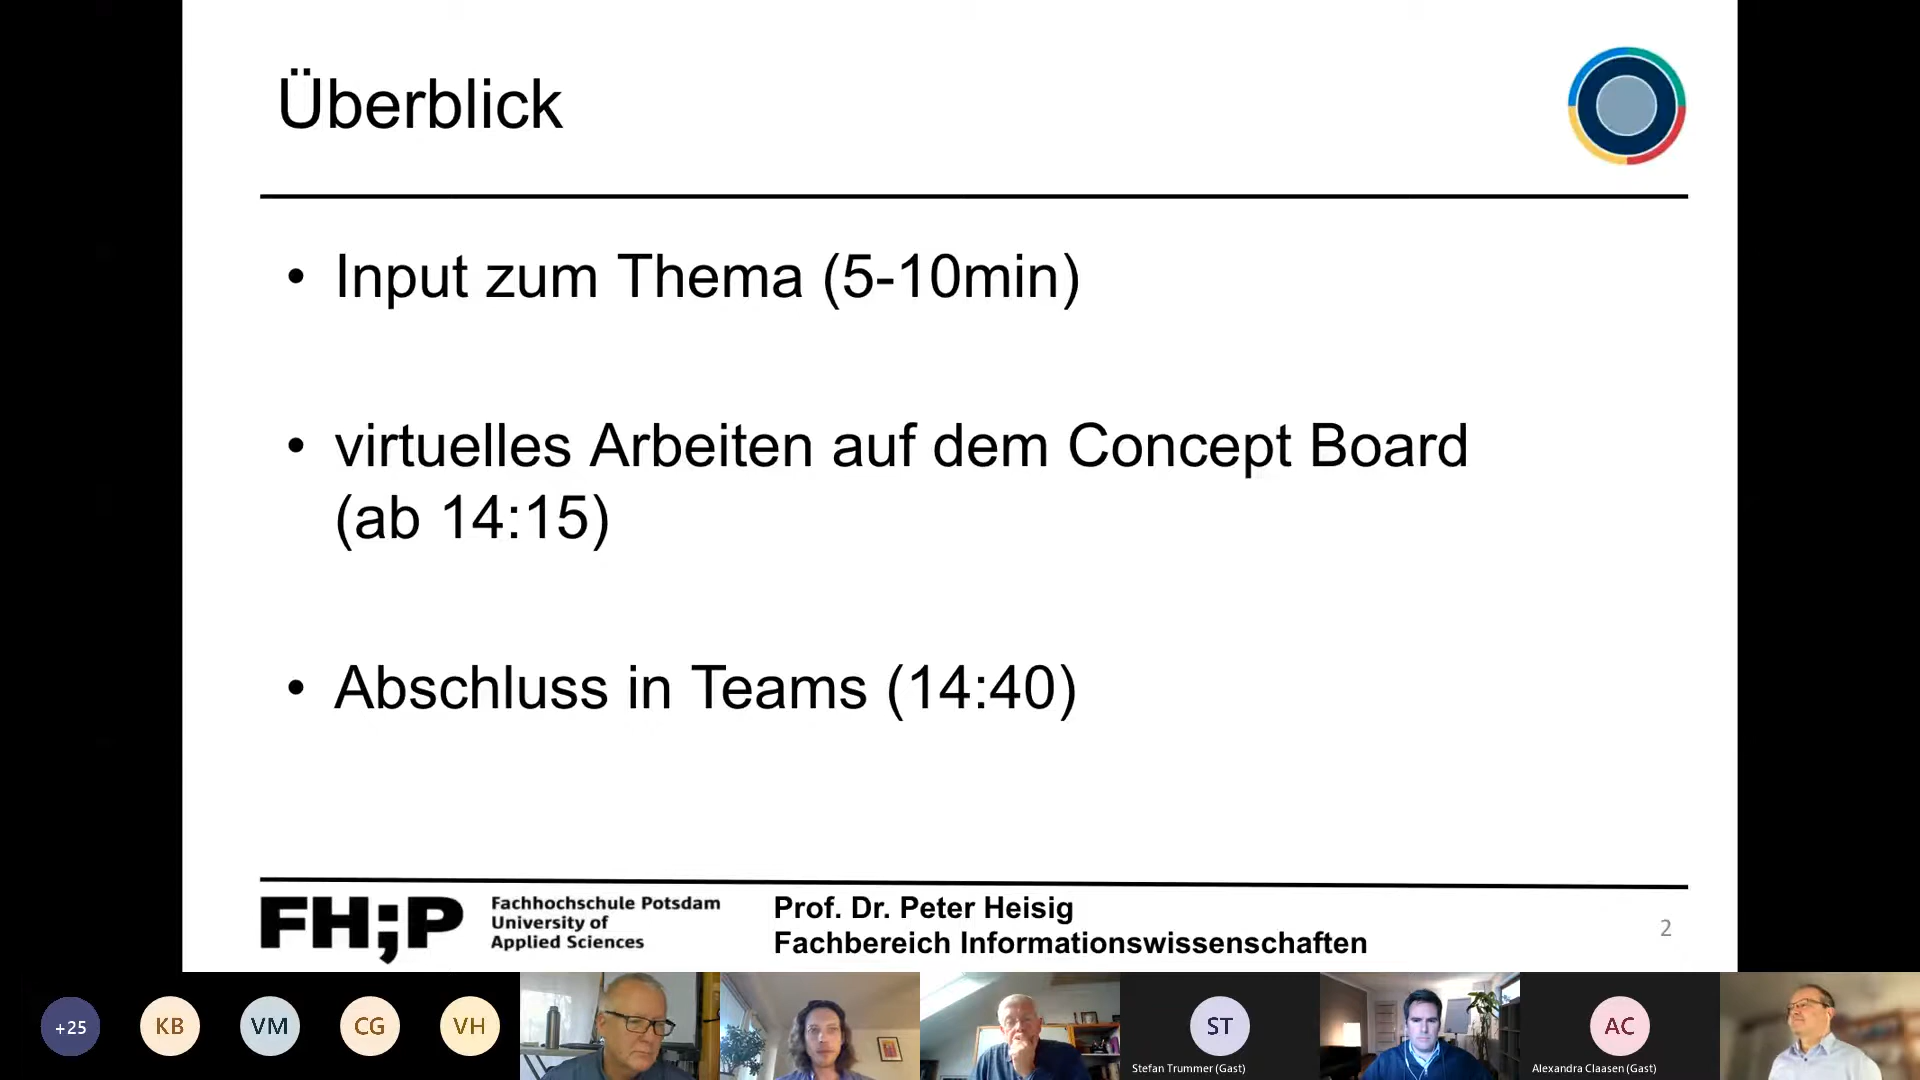 Überblick
• Input zum Thema (5-10min)
• virtuelles Arbeiten auf dem Concept Board
(ab 14:15)
• Abschluss in Teams (14:40)
FH;P
Fachhochschule Potsdam
University of
Applied Sciences
Prof. Dr. Peter Heisig
Fachbereich Informationswissenschaften
2
+25
KB
VM
CG
VH
ST
Stefan Trummer (Gast)
AC
Alexandra Claasen (Gast)